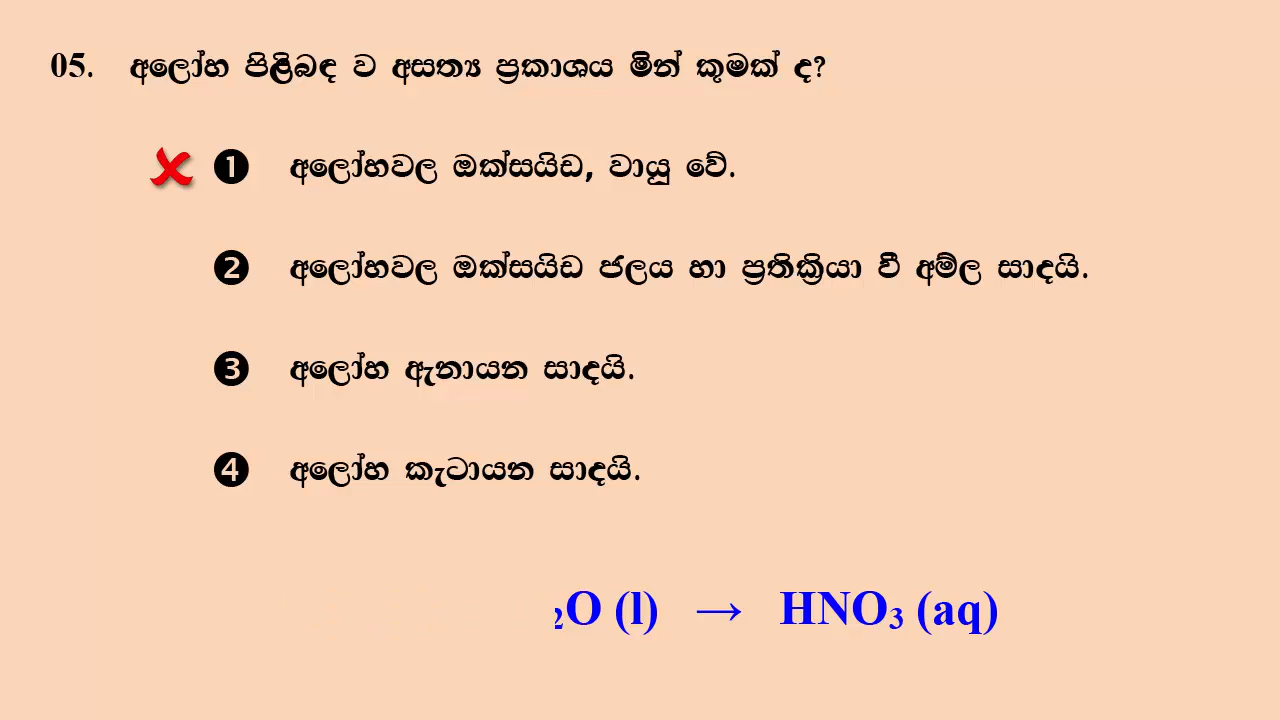 05. අලෝහ පිළිබඳ ව අසත්‍ය ප්‍රකාශය මින් කුමක් ද?
✘ ❶ අලෝහවල ඔක්සයිඩ, වායු වේ.
❷ අලෝහවල ඔක්සයිඩ ජලය හා ප්‍රතික්‍රියා වී අම්ල සාදයි.
❸ අලෝහ ඇනායන සාදයි.
❹ අලෝහ කැටායන සාදයි.
₂O (l) → HNO₃ (aq)